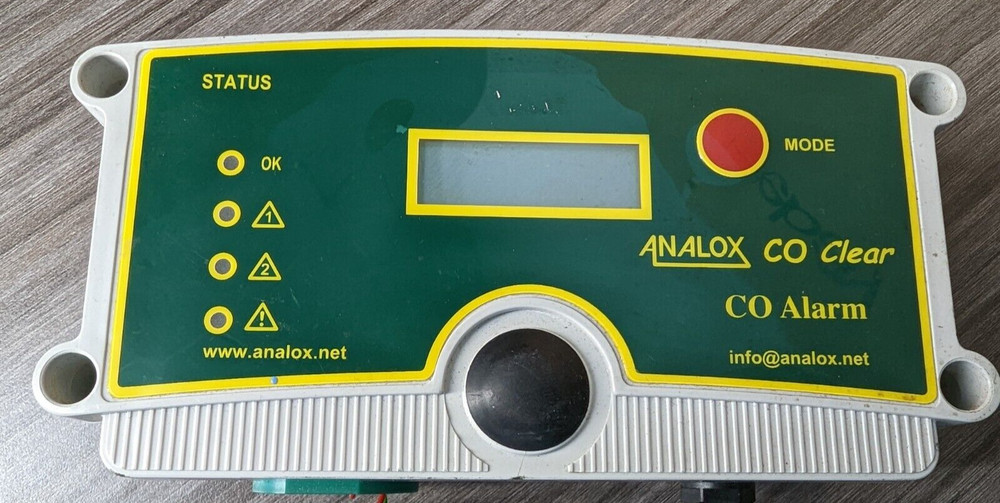 STATUS
OK
1
2
!
www.analox.net
MODE
ANALOX CO Clear
CO Alarm
info@analox.net